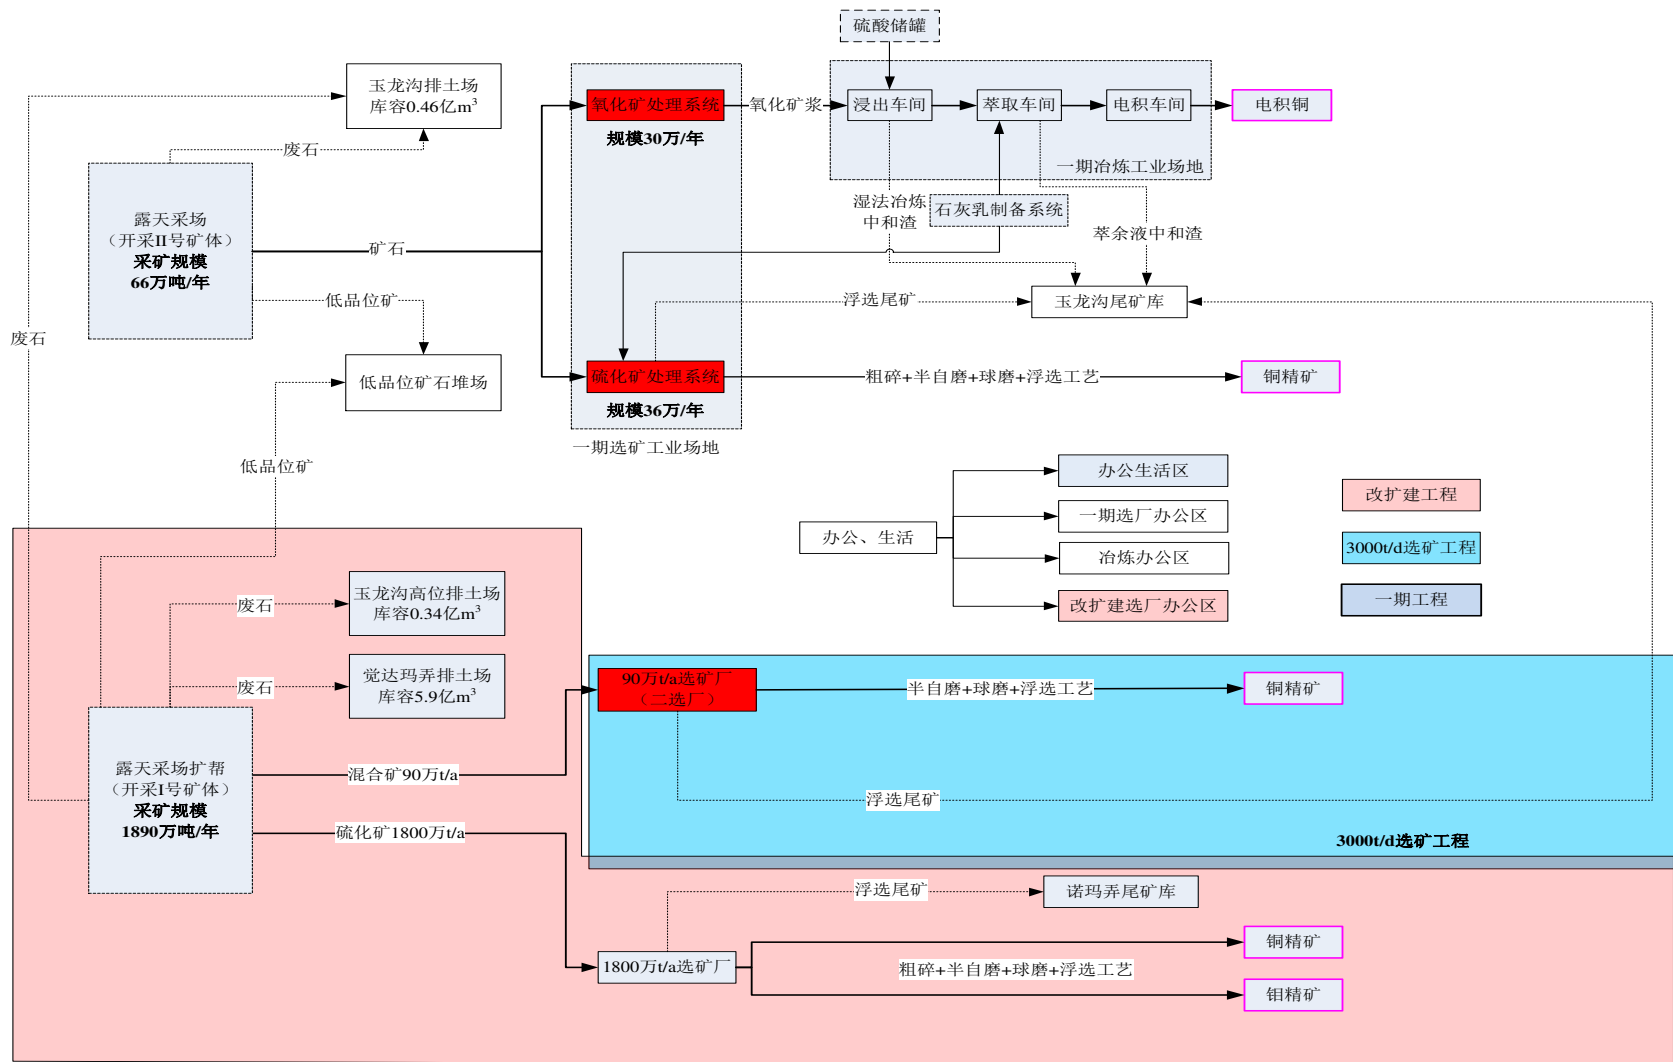 硫酸储罐
玉龙沟排土场
库容0.46亿m³
氧化矿处理系统
规模30万/年
氧化矿浆
浸出车间
萃取车间
电积车间
电积铜
一期冶炼工业场地
废石
露天采场
（开采II号矿体）
采矿规模
66万吨/年
矿石
湿法冶炼
中和渣
石灰乳制备系统
萃余液中和渣
低品位矿
浮选尾矿
玉龙沟尾矿库
废石
低品位矿石堆场
硫化矿处理系统
规模36万/年
粗碎+半自磨+球磨+浮选工艺
铜精矿
一期选矿工业场地
低品位矿
办公、生活
办公生活区
一期选厂办公区
冶炼办公区
改扩建选厂办公区
改扩建工程
3000t/d选矿工程
一期工程
废石
玉龙沟高位排土场
库容0.34亿m³
废石
觉达玛弄排土场
库容5.9亿m³
90万t/a选矿厂
（二选厂）
半自磨+球磨+浮选工艺
铜精矿
露天采场扩帮
（开采I号矿体）
采矿规模
1890万吨/年
混合矿90万t/a
浮选尾矿
硫化矿1800万t/a
3000t/d选矿工程
浮选尾矿
诺玛弄尾矿库
1800万t/a选矿厂
粗碎+半自磨+球磨+浮选工艺
铜精矿
钼精矿